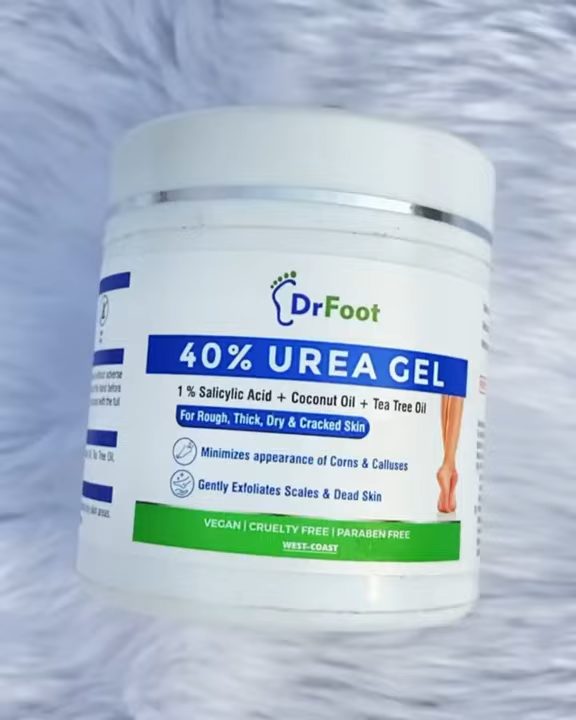 DrFoot
40% UREA GEL
1 % Salicylic Acid + Coconut Oil + Tea Tree Oil
For Rough, Thick, Dry & Cracked Skin
Minimizes appearance of Corns & Calluses
Gently Exfoliates Scales & Dead Skin
VEGAN | CRUELTY FREE | PARABEN FREE
WEST-COAST